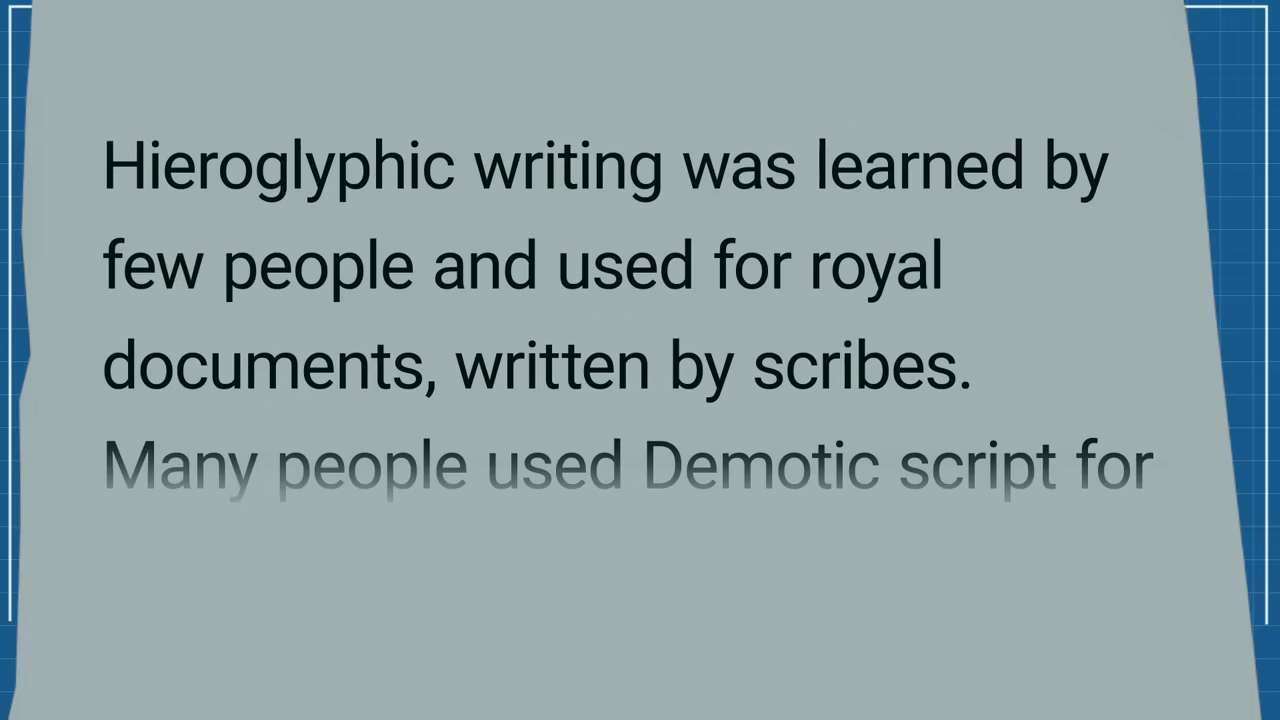 Hieroglyphic writing was learned by
few people and used for royal
documents, written by scribes.
Many people used Demotic script for